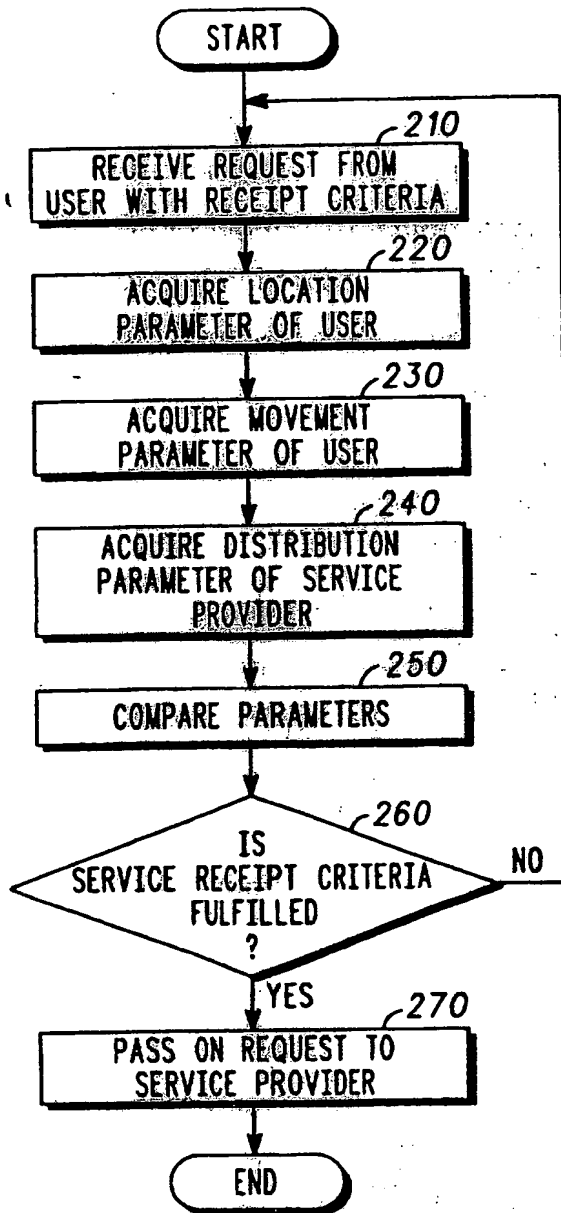 START
210
RECEIVE REQUEST FROM
USER WITH RECEIPT CRITERIA
220
ACQUIRE LOCATION
PARAMETER OF USER
230
ACQUIRE MOVEMENT
PARAMETER OF USER
240
ACQUIRE DISTRIBUTION
PARAMETER OF SERVICE
PROVIDER
250
COMPARE PARAMETERS
260
IS
SERVICE RECEIPT CRITERIA
FULFILLED
?
NO
YES
270
PASS ON REQUEST TO
SERVICE PROVIDER
END